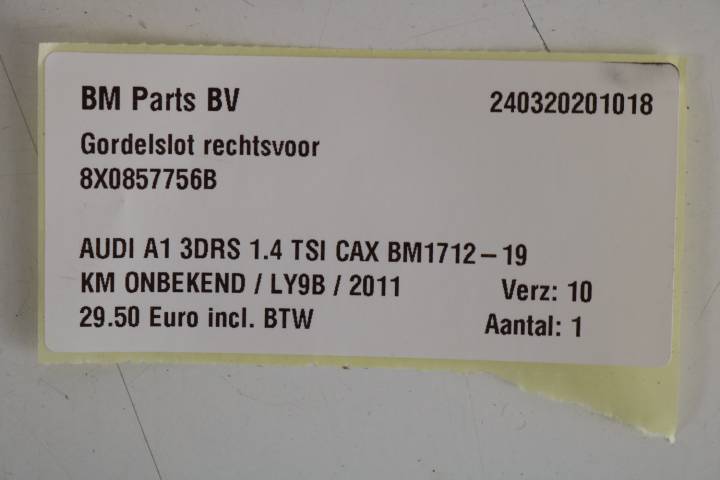 BM Parts BV 240320201018
Gordelslot rechtsvoor
8X0857756B
AUDI A1 3DRS 1.4 TSI CAX BM1712-19
KM ONBEKEND / LY9B / 2011 Verz: 10
29.50 Euro incl. BTW Aantal: 1